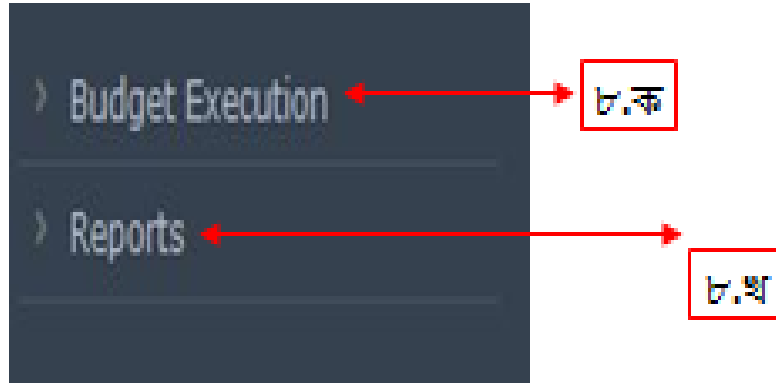 > Budget Execution
৮.ক
> Reports
৮.খ